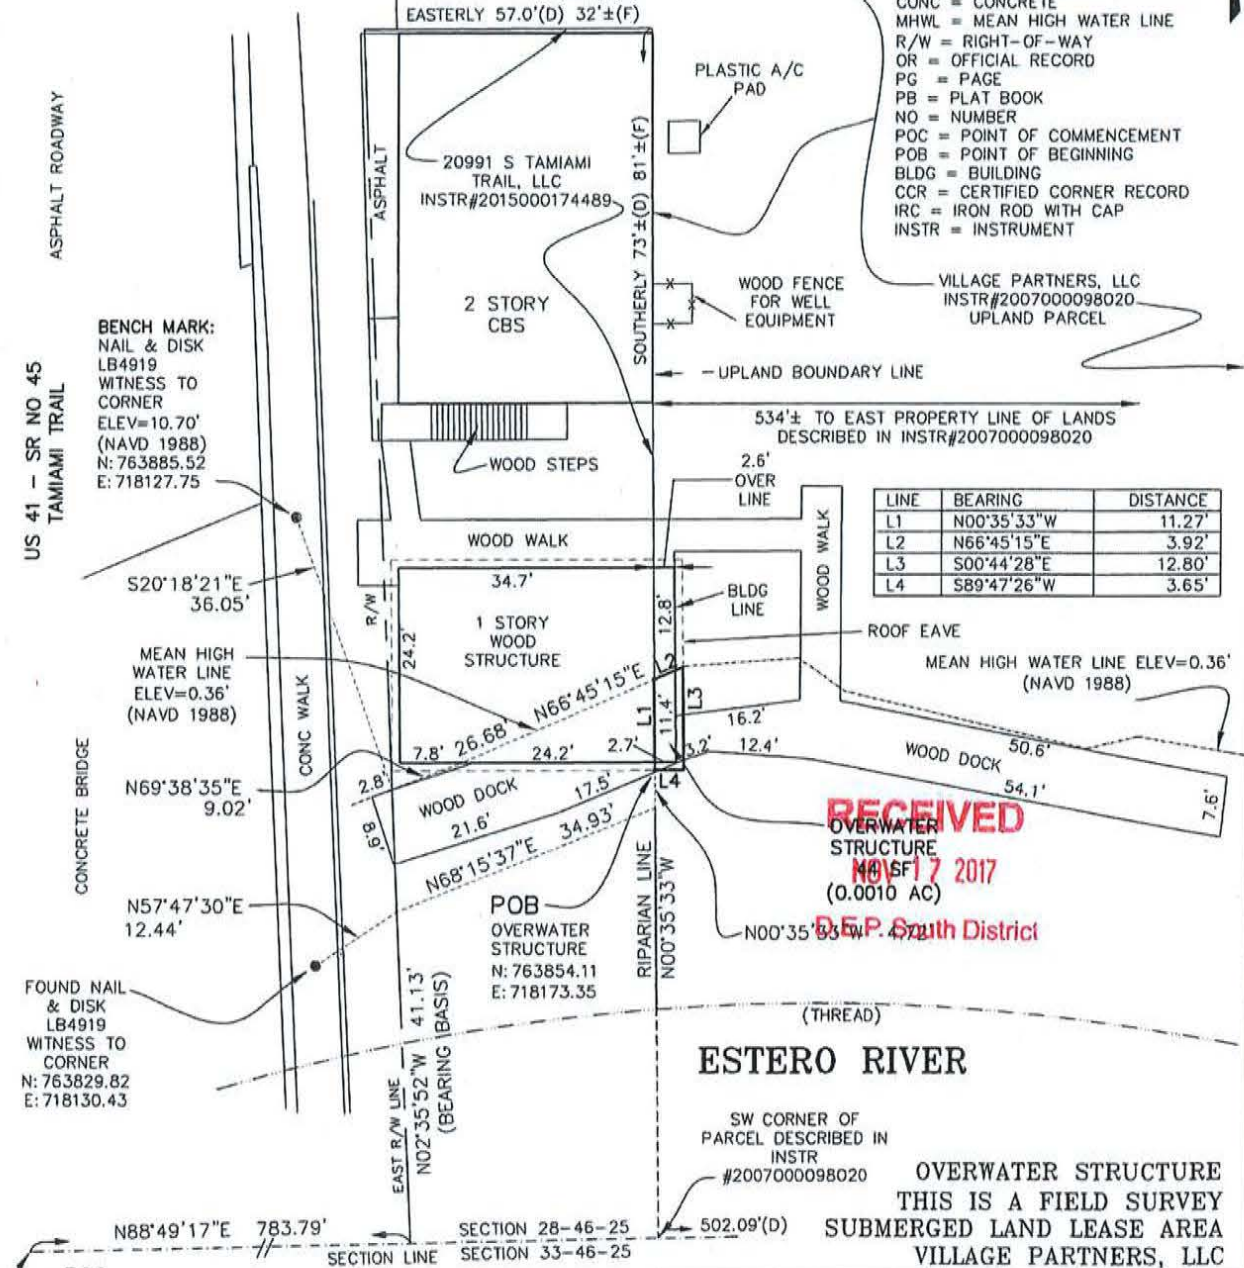 EASTERLY 57.0'(D) 32'±(F)
CONC = CONCRETE
MHWL = MEAN HIGH WATER LINE
R/W = RIGHT-OF-WAY
OR = OFFICIAL RECORD
PG = PAGE
PB = PLAT BOOK
NO = NUMBER
POC = POINT OF COMMENCEMENT
POB = POINT OF BEGINNING
BLDG = BUILDING
CCR = CERTIFIED CORNER RECORD
IRC = IRON ROD WITH CAP
INSTR = INSTRUMENT
PLASTIC A/C
PAD
ASPHALT ROADWAY
ASPHALT
20991 S TAMIAMI
TRAIL, LLC
INSTR#2015000174489
SOUTHERLY 73'±(D) 81'±(F)
2 STORY
CBS
WOOD FENCE
FOR WELL
EQUIPMENT
VILLAGE PARTNERS, LLC
INSTR#2007000098020
UPLAND PARCEL
UPLAND BOUNDARY LINE
534'± TO EAST PROPERTY LINE OF LANDS
DESCRIBED IN INSTR#2007000098020
US 41 - SR NO 45
TAMIAMI TRAIL
BENCH MARK:
NAIL & DISK
LB4919
WITNESS TO
CORNER
ELEV=10.70'
(NAVD 1988)
N: 763885.52
E: 718127.75
WOOD STEPS
2.6'
OVER
LINE
LINE BEARING DISTANCE
L1 N00°35'33"W 11.27'
L2 N66°45'15"E 3.92'
L3 S00°44'28"E 12.80'
L4 S89°47'26"W 3.65'
WOOD WALK
WOOD WALK
S20°18'21"E
36.05'
R/W
34.7'
24.2'
1 STORY
WOOD
STRUCTURE
12.8'
BLDG
LINE
ROOF EAVE
MEAN HIGH
WATER LINE
ELEV=0.36'
(NAVD 1988)
MEAN HIGH WATER LINE ELEV=0.36'
(NAVD 1988)
CONC WALK
CONCRETE BRIDGE
N66°45'15"E
26.68'
7.8'
24.2'
2.7'
L1
L2
L3
L4
11.4'
3.2'
16.2'
12.4'
50.6'
WOOD DOCK
54.1'
7.6'
N69°38'35"E
9.02'
2.8'
8.9'
WOOD DOCK
17.5'
21.6'
N68°15'37"E 34.93'
RECEIVED
NOV 17 2017
D.E.P. South District
OVERWATER
STRUCTURE
44 SF
(0.0010 AC)
N00°35'33"W 4.72'
N57°47'30"E
12.44'
POB
OVERWATER
STRUCTURE
N: 763854.11
E: 718173.35
RIPARIAN LINE
N00°35'33"W
FOUND NAIL
& DISK
LB4919
WITNESS TO
CORNER
N: 763829.82
E: 718130.43
EAST R/W LINE
N02°35'52"W 41.13'
(BEARING BASIS)
(THREAD)
ESTERO RIVER
SW CORNER OF
PARCEL DESCRIBED IN
INSTR
#2007000098020
OVERWATER STRUCTURE
THIS IS A FIELD SURVEY
SUBMERGED LAND LEASE AREA
VILLAGE PARTNERS, LLC
N88°49'17"E 783.79'
SECTION LINE
SECTION 28-46-25
SECTION 33-46-25
502.09'(D)